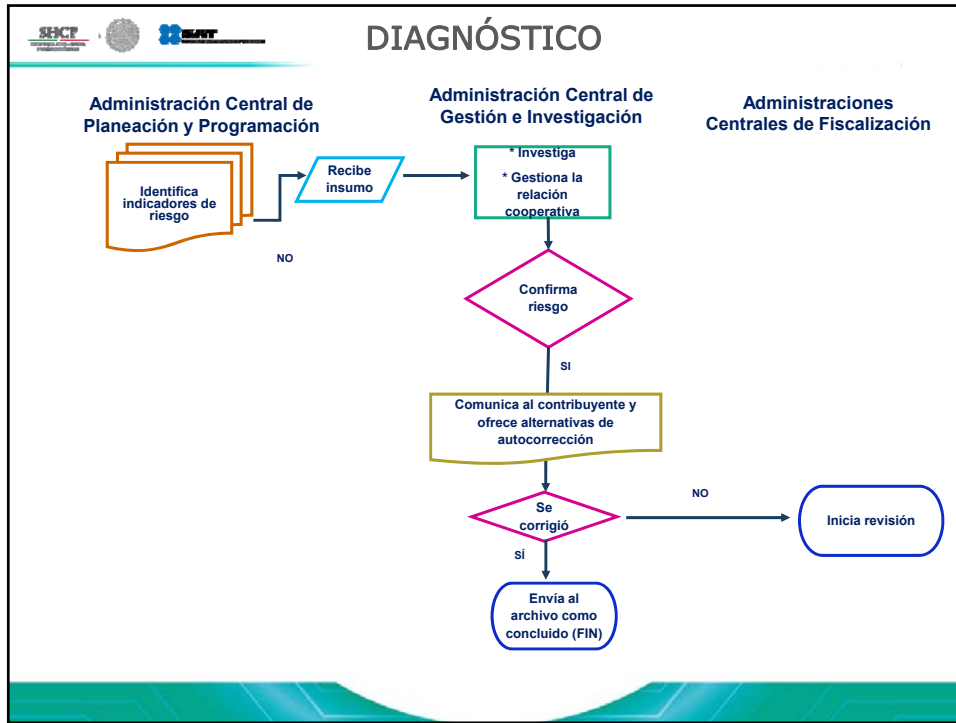 SHCP
SAT
DIAGNÓSTICO
Administración Central de
Planeación y Programación
Administración Central de
Gestión e Investigación
Administraciones
Centrales de Fiscalización
Identifica
indicadores de
riesgo
Recibe
insumo
* Investiga
* Gestiona la
relación
cooperativa
NO
Confirma
riesgo
SI
Comunica al contribuyente y
ofrece alternativas de
autocorrección
Se
corrigió
NO
Inicia revisión
SÍ
Envía al
archivo como
concluido (FIN)